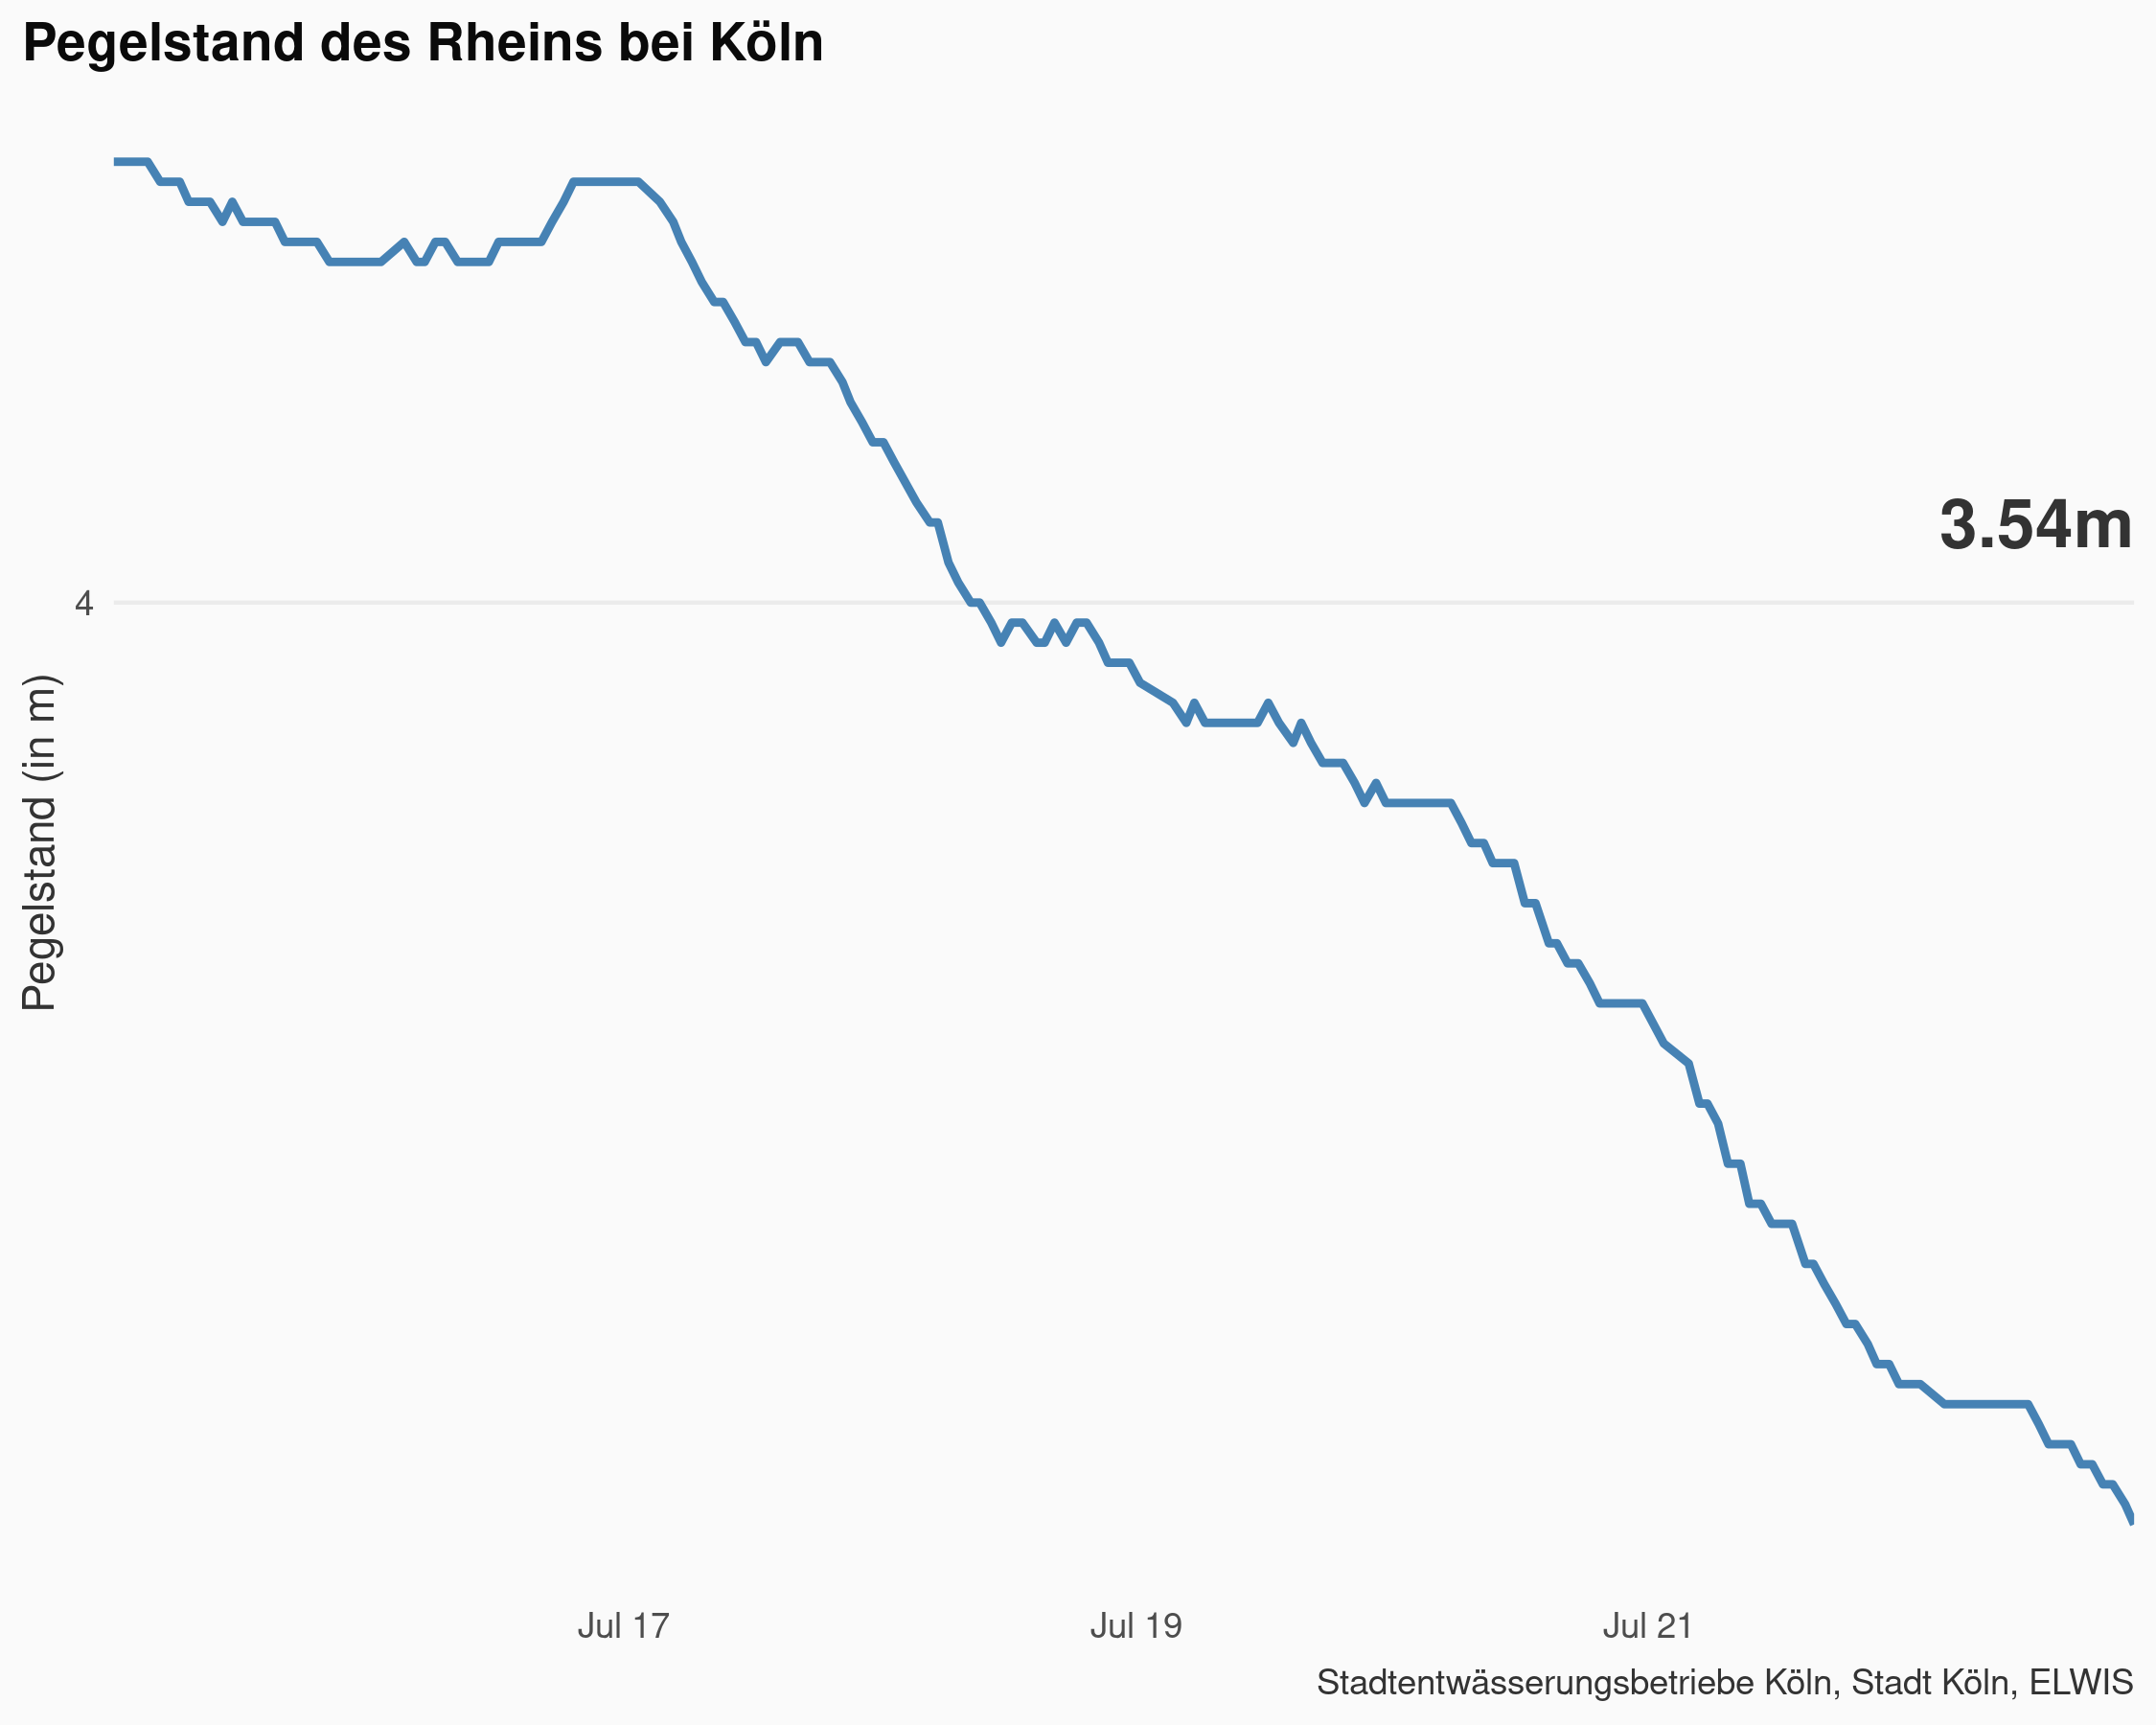 Pegelstand des Rheins bei Köln
3.54m
4
Pegelstand (in m)
Jul 17
Jul 19
Jul 21
Stadtentwässerungsbetriebe Köln, Stadt Köln, ELWIS